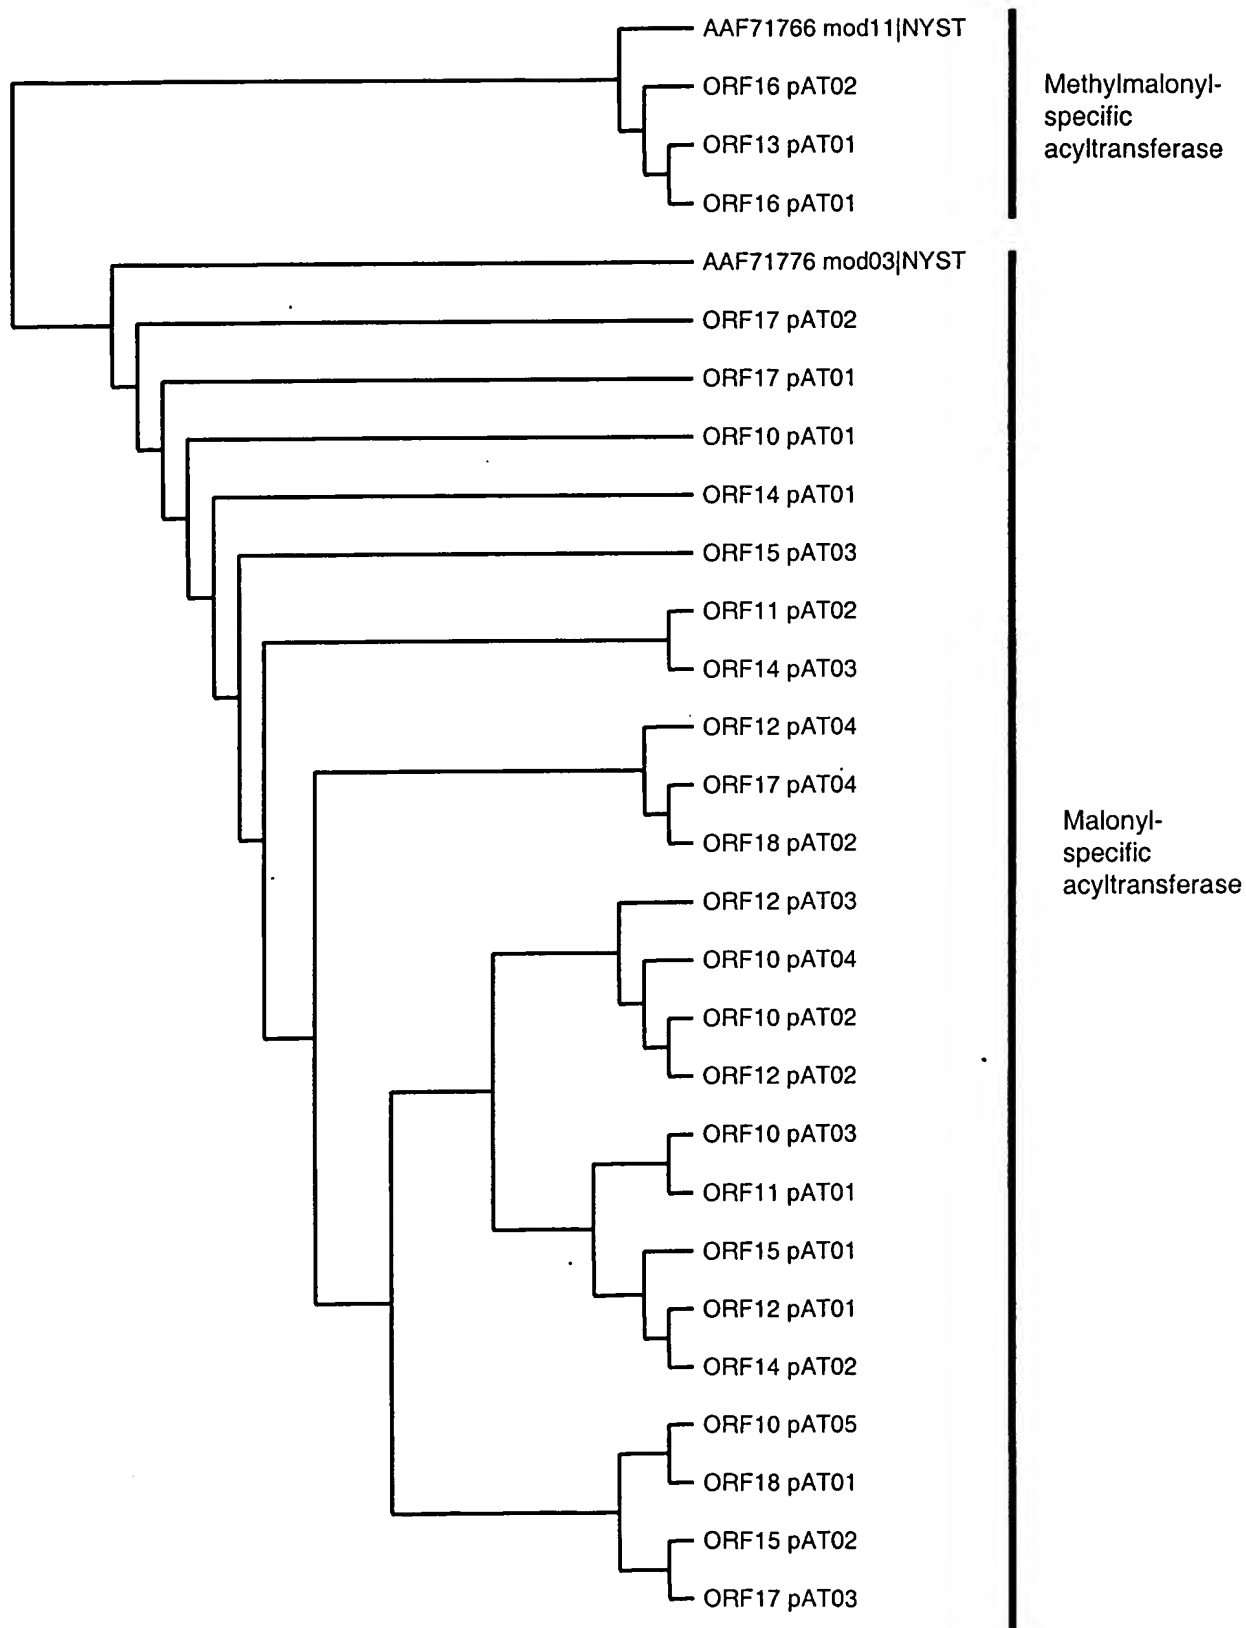 AAF71766 mod11|NYST
ORF16 pAT02
ORF13 pAT01
ORF16 pAT01
Methylmalonyl-
specific
acyltransferase
AAF71776 mod03|NYST
ORF17 pAT02
ORF17 pAT01
ORF10 pAT01
ORF14 pAT01
ORF15 pAT03
ORF11 pAT02
ORF14 pAT03
ORF12 pAT04
ORF17 pAT04
ORF18 pAT02
ORF12 pAT03
ORF10 pAT04
ORF10 pAT02
ORF12 pAT02
ORF10 pAT03
ORF11 pAT01
ORF15 pAT01
ORF12 pAT01
ORF14 pAT02
ORF10 pAT05
ORF18 pAT01
ORF15 pAT02
ORF17 pAT03
Malonyl-
specific
acyltransferase